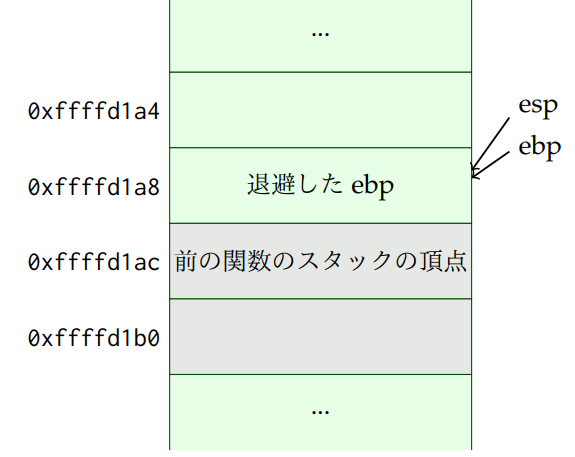 ...
0xffffd1a4
esp
ebp
0xffffd1a8
退避した ebp
0xffffd1ac
前の関数のスタックの頂点
0xffffd1b0
...